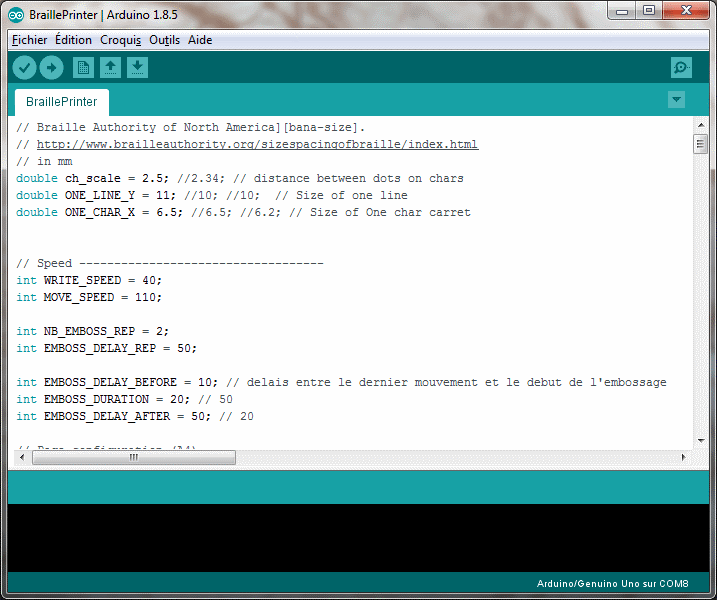 BraillePrinter | Arduino 1.8.5
Fichier Édition Croquis Outils Aide
BraillePrinter
// Braille Authority of North America][bana-size].
// http://www.brailleauthority.org/sizespacingofbraille/index.html
// in mm
double ch_scale = 2.5; //2.34; // distance between dots on chars
double ONE_LINE_Y = 11; //10; //10;  // Size of one line
double ONE_CHAR_X = 6.5; //6.5; //6.2; // Size of One char carret
// Speed -----------------------------------
int WRITE_SPEED = 40;
int MOVE_SPEED = 110;
int NB_EMBOSS_REP = 2;
int EMBOSS_DELAY_REP = 50;
int EMBOSS_DELAY_BEFORE = 10; // delais entre le dernier mouvement et le debut de l'embossage
int EMBOSS_DURATION = 20; // 50
int EMBOSS_DELAY_AFTER = 50; // 20
Arduino/Genuino Uno sur COM8